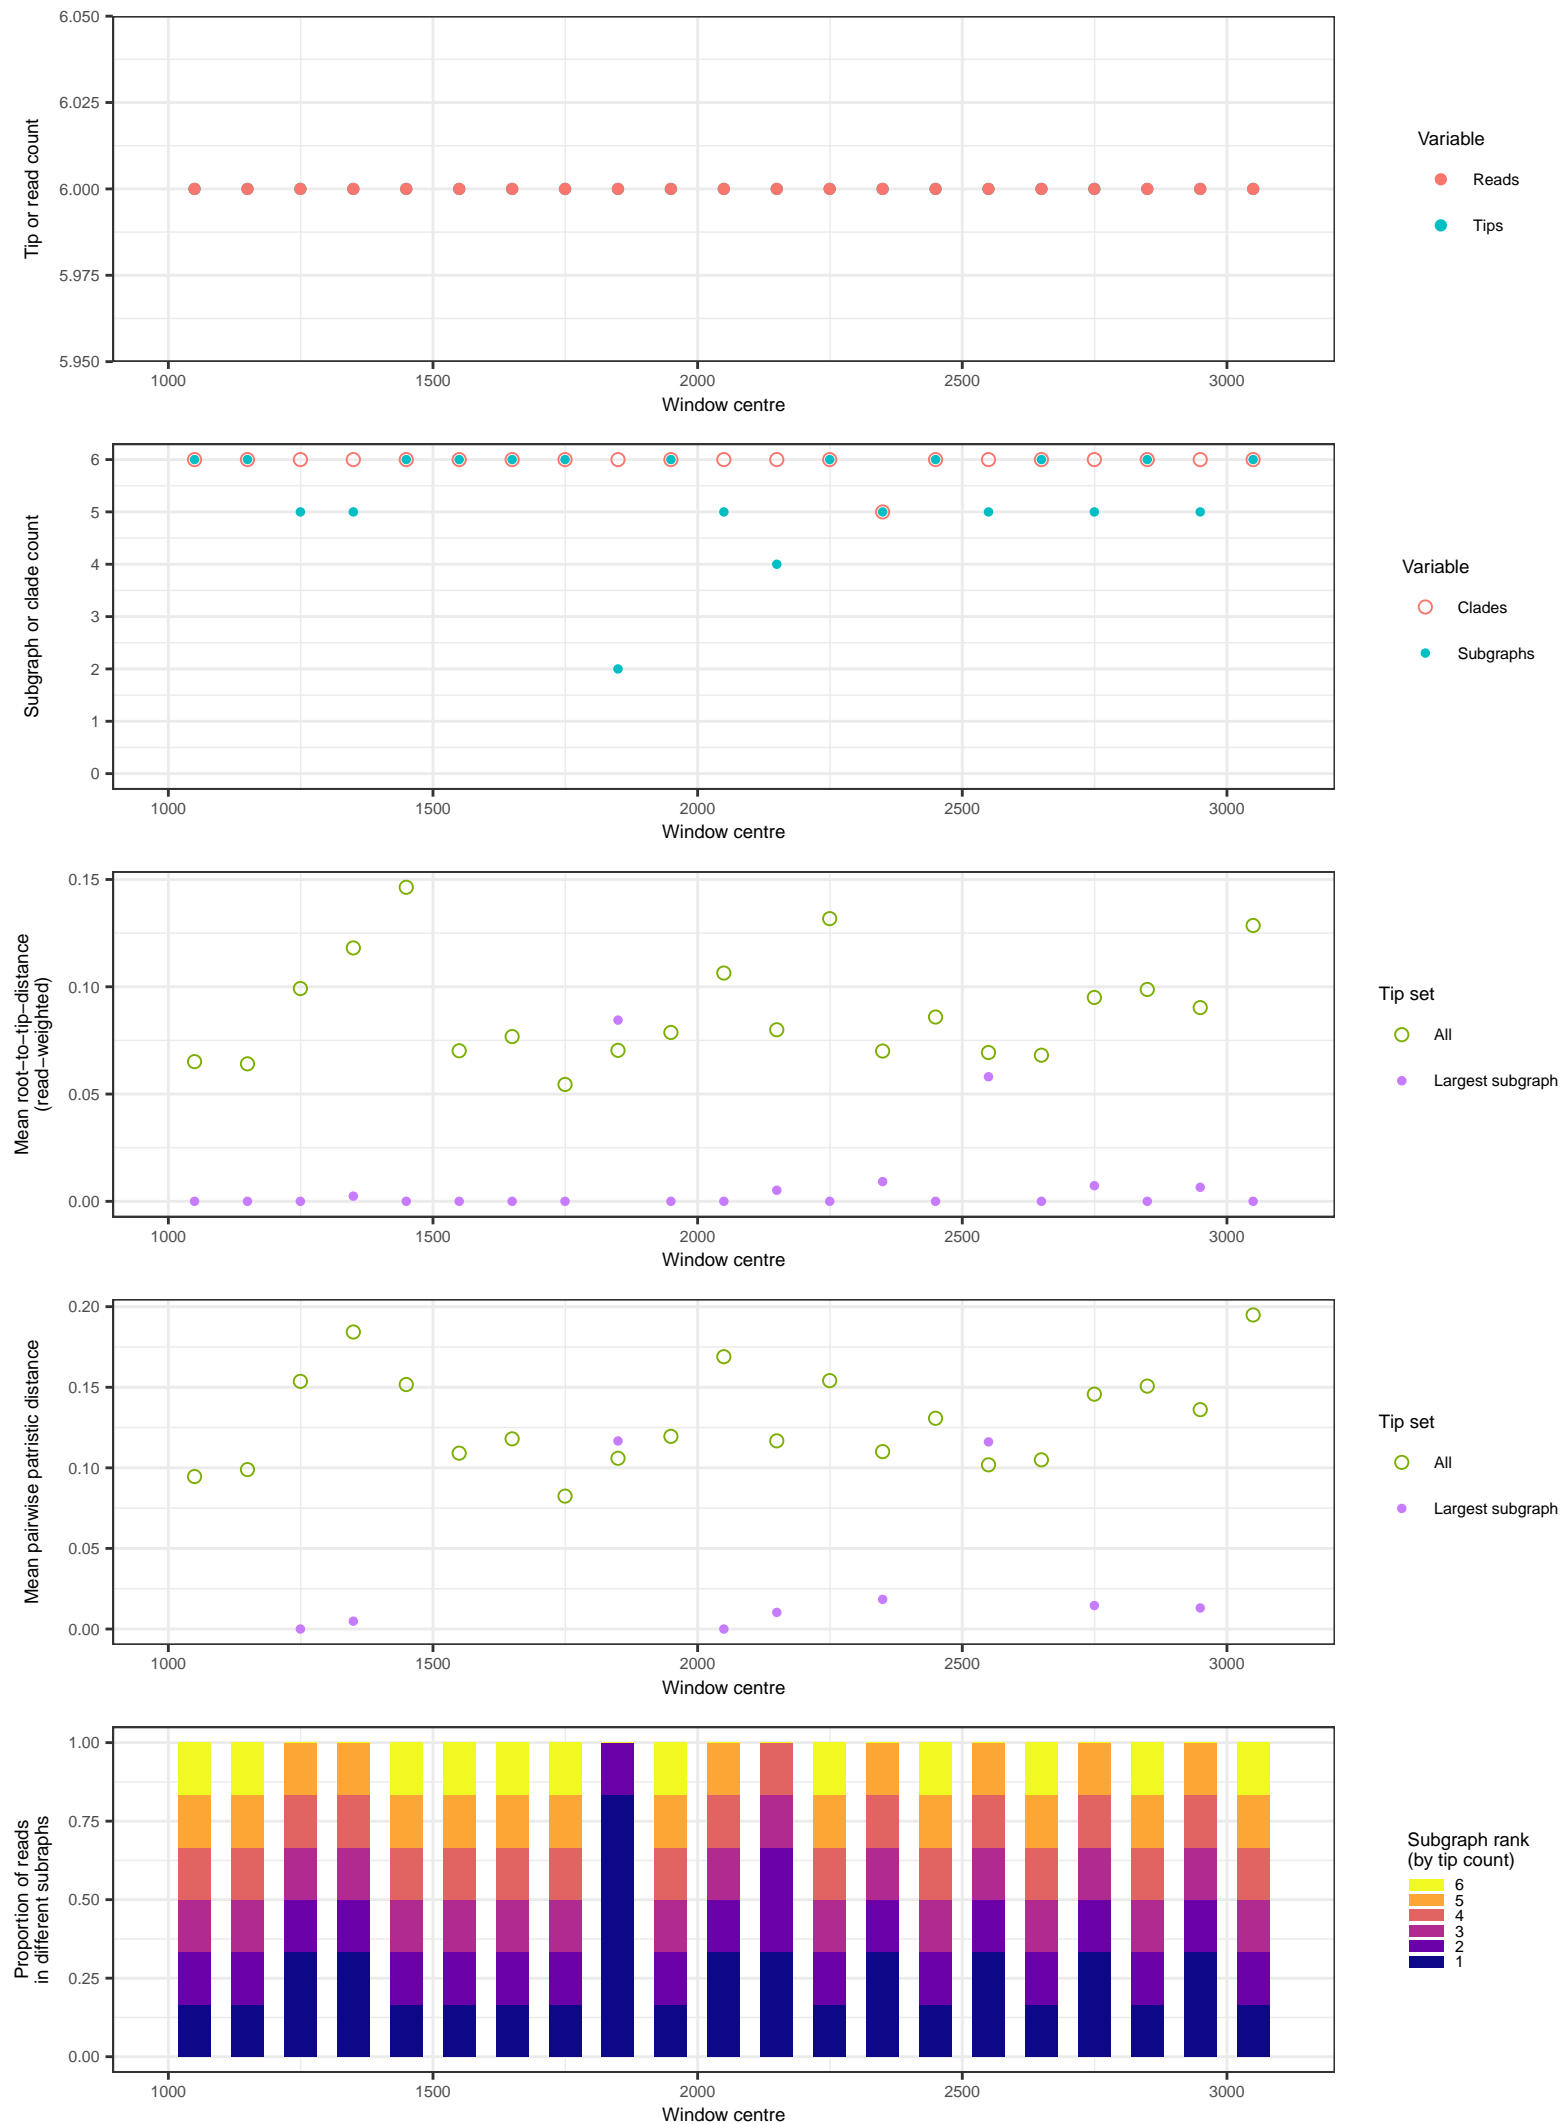 6.050
6.025
6.000
5.975
5.950
Tip or read count
1000 1500 2000 2500 3000
Window centre
Variable
Reads
Tips
6
5
4
3
2
1
0
Subgraph or clade count
1000 1500 2000 2500 3000
Window centre
Variable
Clades
Subgraphs
0.15
0.10
0.05
0.00
Mean root−to−tip−distance
(read−weighted)
1000 1500 2000 2500 3000
Window centre
Tip set
All
Largest subgraph
0.20
0.15
0.10
0.05
0.00
Mean pairwise patristic distance
1000 1500 2000 2500 3000
Window centre
Tip set
All
Largest subgraph
1.00
0.75
0.50
0.25
0.00
Proportion of reads
in different subraphs
1000 1500 2000 2500 3000
Window centre
Subgraph rank
(by tip count)
6
5
4
3
2
1